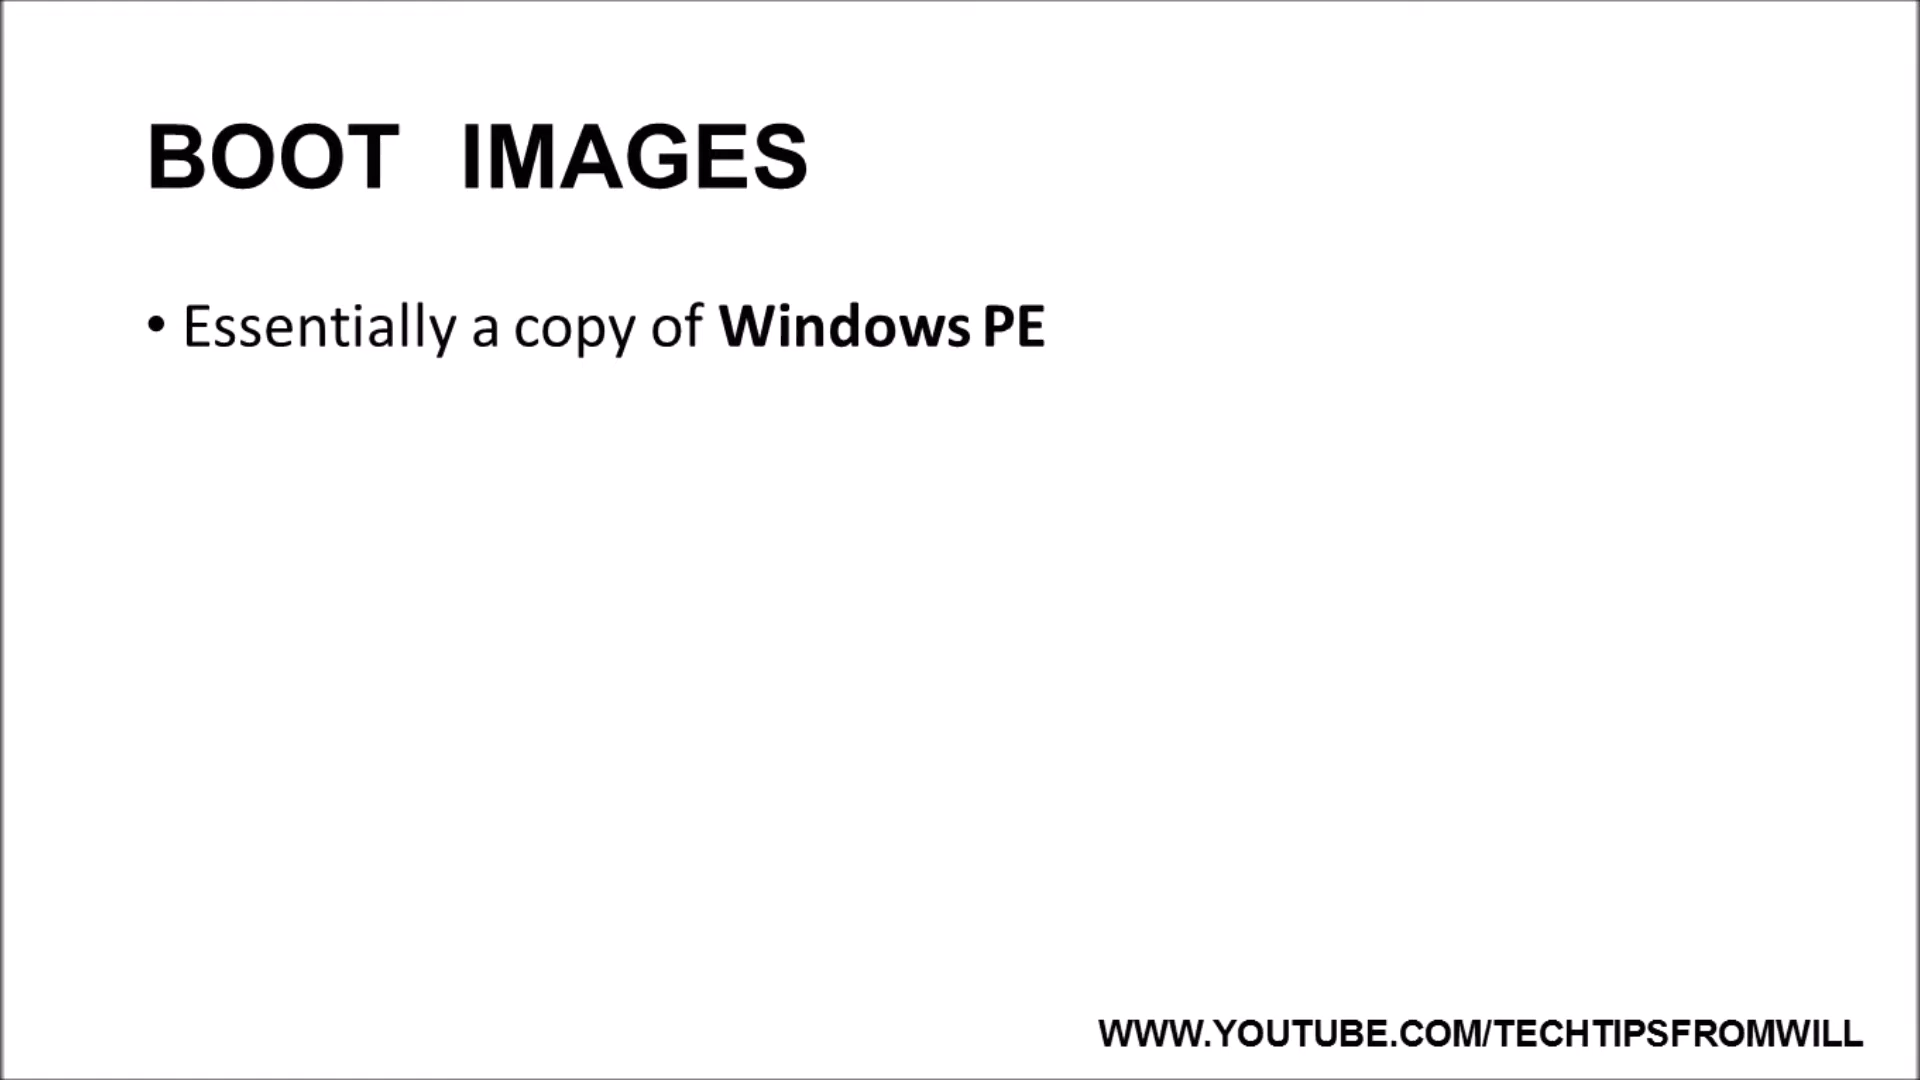 BOOT IMAGES
• Essentially a copy of Windows PE
WWW.YOUTUBE.COM/TECHTIPSFROMWILL